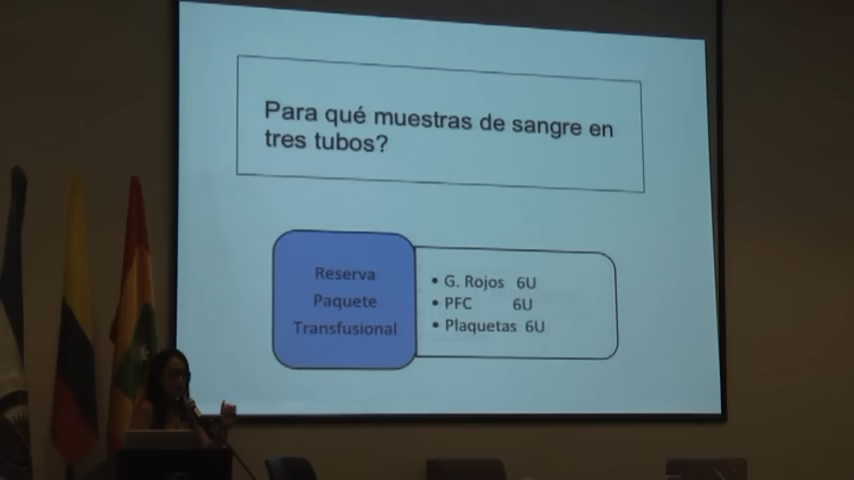 Para qué muestras de sangre en
tres tubos?
Reserva
Paquete
Transfusional
• G. Rojos 6U
• PFC 6U
• Plaquetas 6U